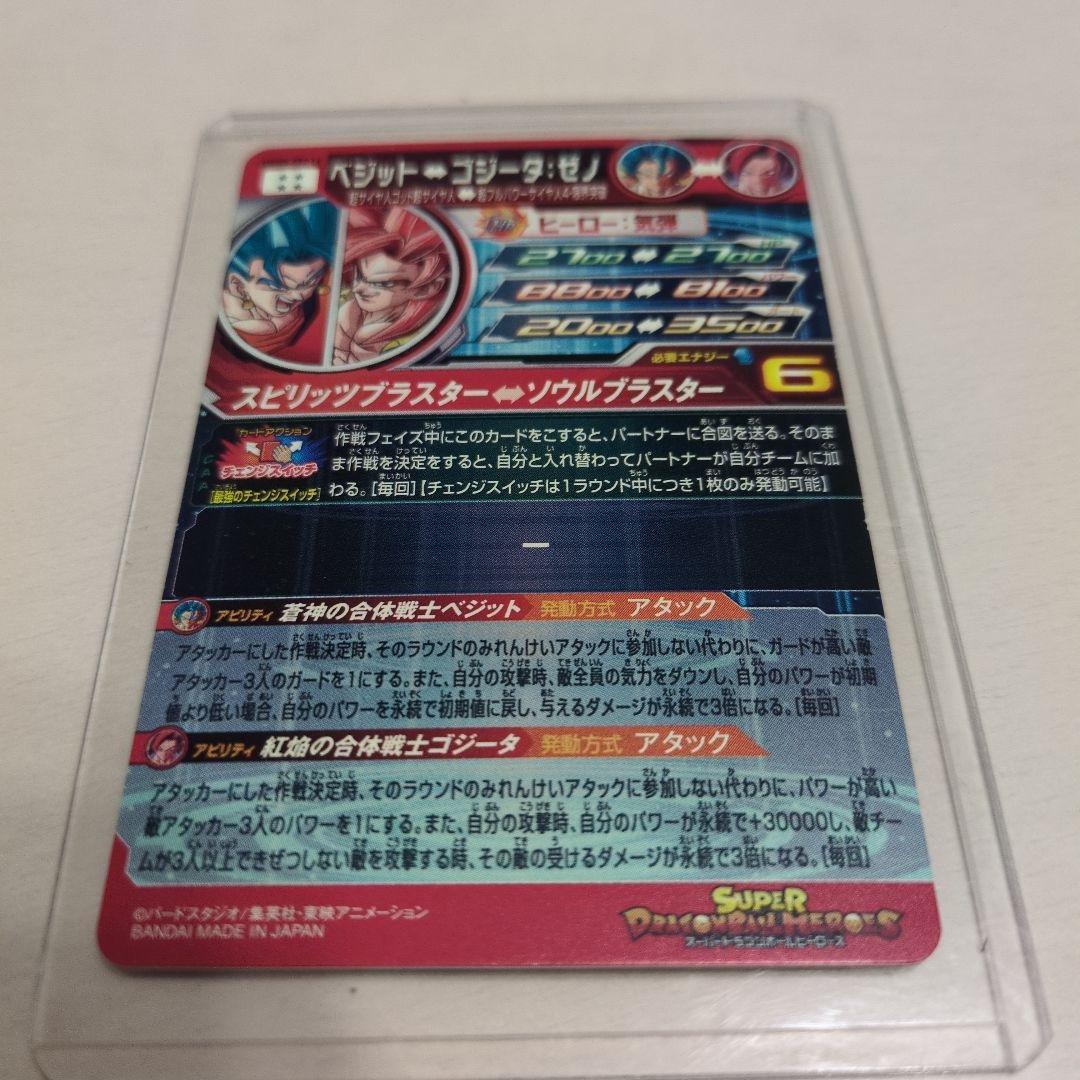 ベジット⇔ゴジータ:ゼノ
超サイヤ人ゴッド超サイヤ人 ⇔ 超フルパワーサイヤ人4・限界突破
ヒーロー:気弾
HP
2700⇔2700
パワー
8800⇔8100
ガード
2000⇔3500
必要エナジー 6
スピリッツブラスター⇔ソウルブラスター
カードアクション
チェンジスイッチ
[最強のチェンジスイッチ]
作戦フェイズ中にこのカードをこすると、パートナーに合図を送る。そのま
ま作戦を決定をすると、自分と入れ替わってパートナーが自分チームに加
わる。[毎回]【チェンジスイッチは1ラウンド中につき1枚のみ発動可能】
ー
アビリティ 蒼神の合体戦士ベジット 発動方式 アタック
アタッカーにした作戦決定時、そのラウンドのみれんけいアタックに参加しない代わりに、ガードが高い敵
アタッカー3人のガードを1にする。また、自分の攻撃時、敵全員の気力をダウンし、自分のパワーが初期
値より低い場合、自分のパワーを永続で初期値に戻し、与えるダメージが永続で3倍になる。[毎回]
アビリティ 紅焔の合体戦士ゴジータ 発動方式 アタック
アタッカーにした作戦決定時、そのラウンドのみれんけいアタックに参加しない代わりに、パワーが高い
敵アタッカー3人のパワーを1にする。また、自分の攻撃時、自分のパワーが永続で+30000し、敵チー
ムが3人以上できぜつしない敵を攻撃する時、その敵の受けるダメージが永続で3倍になる。[毎回]
©バードスタジオ/集英社・東映アニメーション
BANDAI MADE IN JAPAN
SUPER
DRAGONBALL HEROES
スーパードラゴンボールヒーローズ